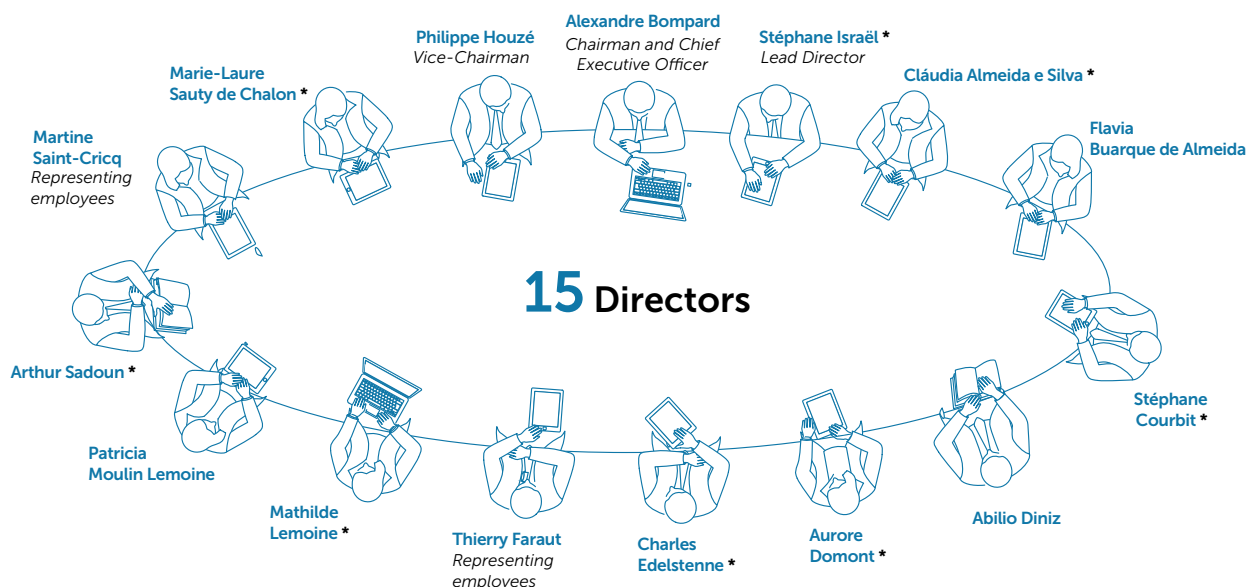 Alexandre Bompard
Chairman and Chief
Executive Officer
Philippe Houzé
Vice-Chairman
Stéphane Israël *
Lead Director
Marie-Laure
Sauty de Chalon *
Cláudia Almeida e Silva *
Martine
Saint-Cricq
Representing
employees
Flavia
Buarque de Almeida
15 Directors
Arthur Sadoun *
Stéphane
Courbit *
Patricia
Moulin Lemoine
Mathilde
Lemoine *
Thierry Faraut
Representing
employees
Charles
Edelstenne *
Aurore
Domont *
Abilio Diniz